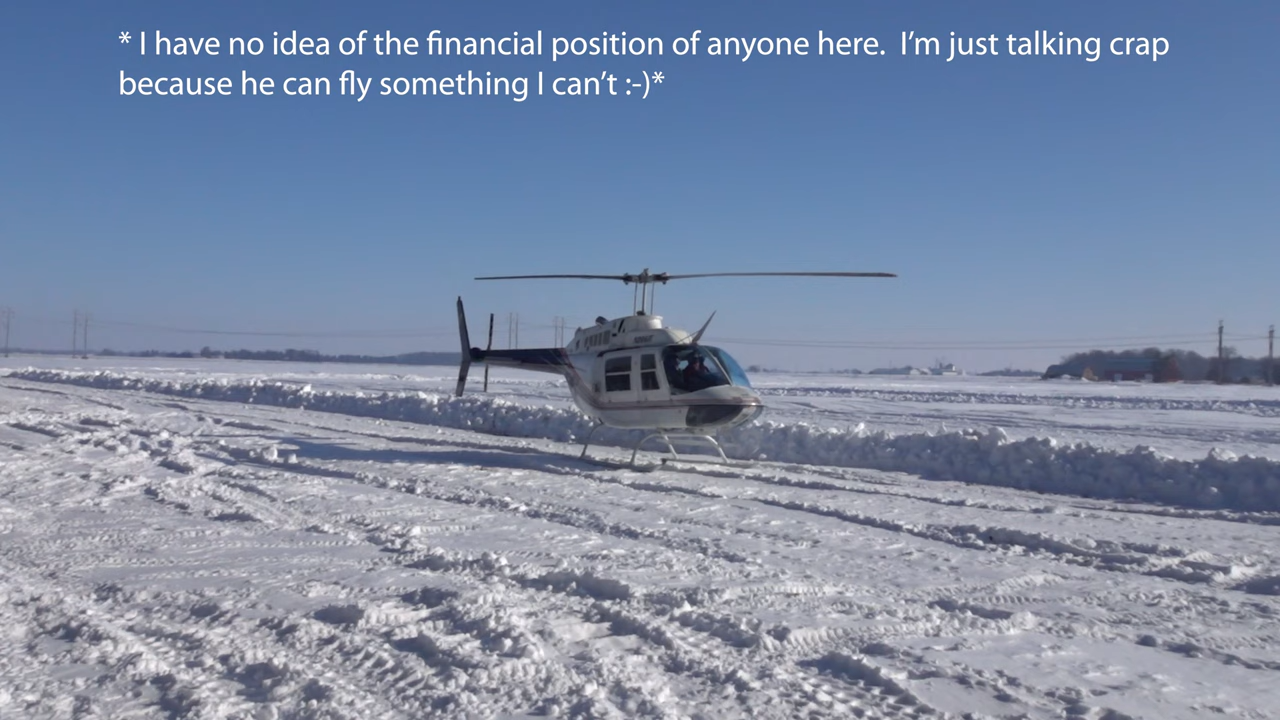 * I have no idea of the financial position of anyone here.  I’m just talking crap
because he can fly something I can’t :-)*